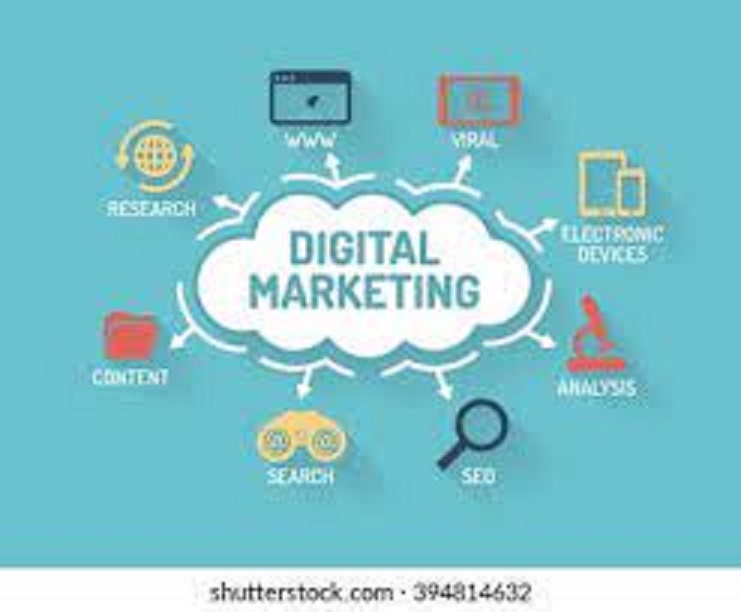 WWW
VIRAL
RESEARCH
ELECTRONIC
DEVICES
DIGITAL
MARKETING
CONTENT
ANALYSIS
SEARCH
SEO
shutterstock.com · 394814632